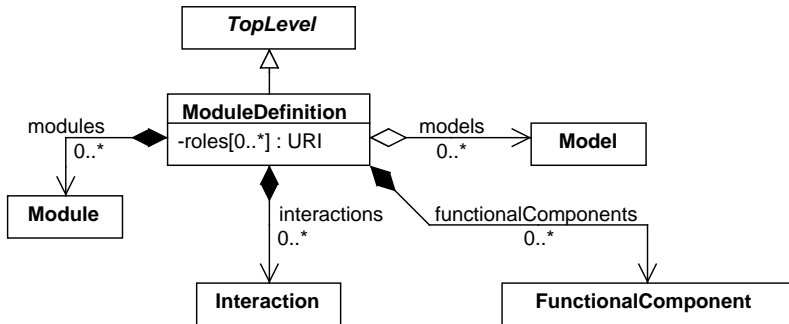 TopLevel
ModuleDefinition
-roles[0..*] : URI
modules
0..*
models
0..*
Model
Module
interactions
0..*
functionalComponents
0..*
Interaction
FunctionalComponent